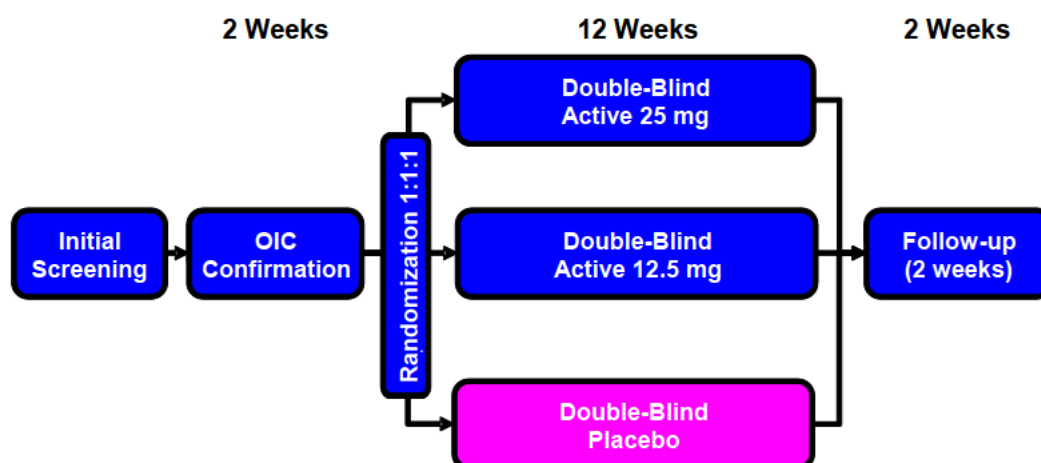 2 Weeks
12 Weeks
2 Weeks
Double-Blind
Active 25 mg
Randomization 1:1:1
Initial
Screening
OIC
Confirmation
Double-Blind
Active 12.5 mg
Follow-up
(2 weeks)
Double-Blind
Placebo